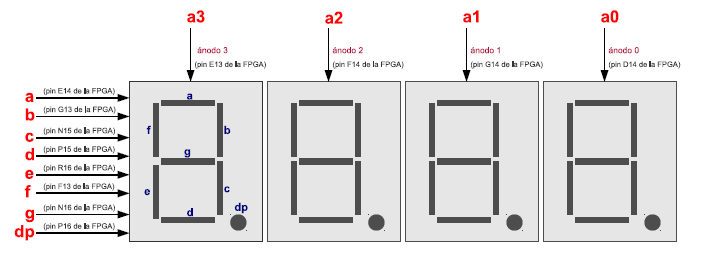 a3 a2 a1 a0
ánodo 3 ánodo 2 ánodo 1 ánodo 0
(pin E13 de la FPGA) (pin F14 de la FPGA) (pin G14 de la FPGA) (pin D14 de la FPGA)
a (pin E14 de la FPGA)
b (pin G13 de la FPGA)
c (pin N15 de la FPGA)
d (pin P15 de la FPGA)
e (pin R16 de la FPGA)
f (pin F13 de la FPGA)
g (pin N16 de la FPGA)
dp (pin P16 de la FPGA)
a
f b
g
e c
d dp